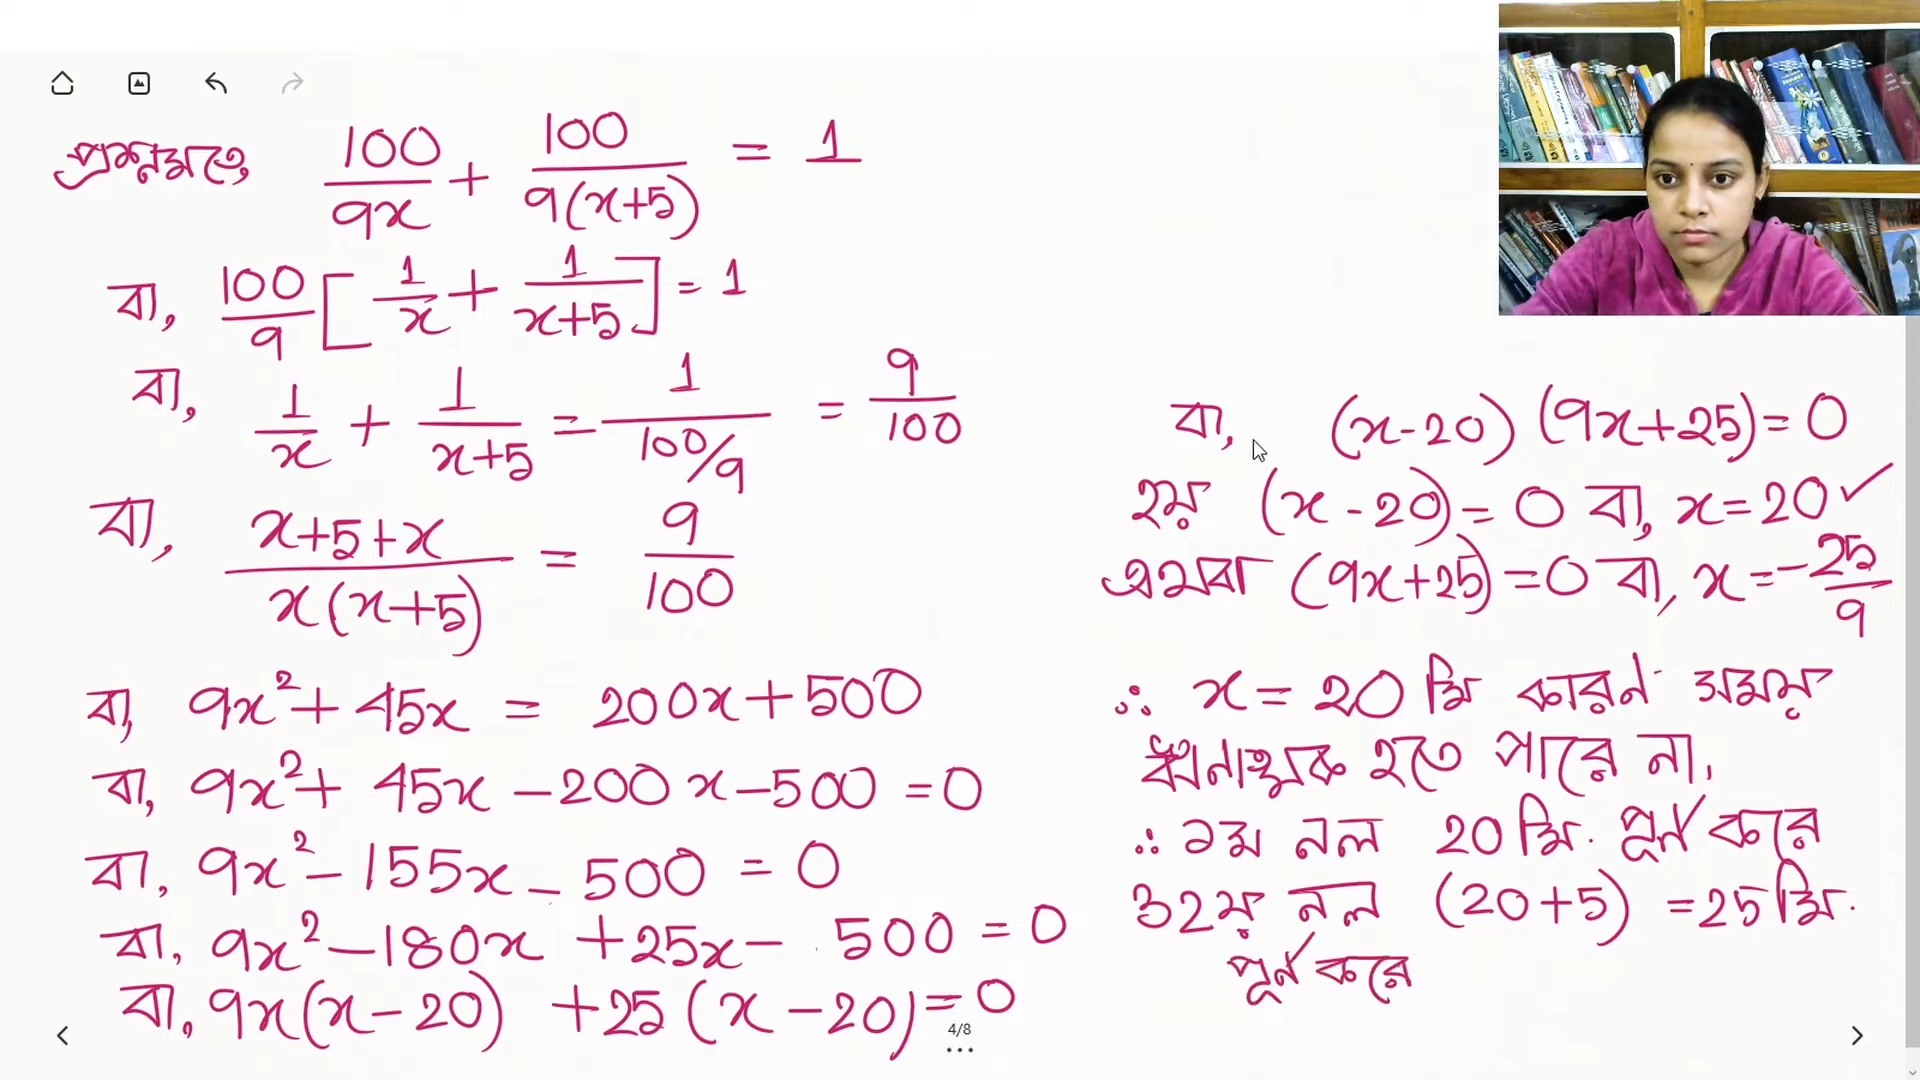 প্রশ্নমতে, 100/9x + 100/9(x+5) = 1
বা, 100/9 [1/x + 1/x+5] = 1
বা, 1/x + 1/x+5 = 1/100/9 = 9/100
বা, x+5+x/x(x+5) = 9/100
বা, 9x² + 45x = 200x + 500
বা, 9x² + 45x - 200x - 500 = 0
বা, 9x² - 155x - 500 = 0
বা, 9x² - 180x + 25x - 500 = 0
বা, 9x(x - 20) + 25(x - 20) = 0
বা, (x-20) (9x+25) = 0
হয় (x - 20) = 0 বা, x = 20 ✓
অথবা (9x+25) = 0 বা, x = -25/9
∴ x = 20 মি কারণ সময়
ঋণাত্মক হতে পারে না।
∴ ১ম নল 20 মি. পূর্ণ করে
ও ২য় নল (20+5) = 25 মি.
পূর্ণ করে
4/8